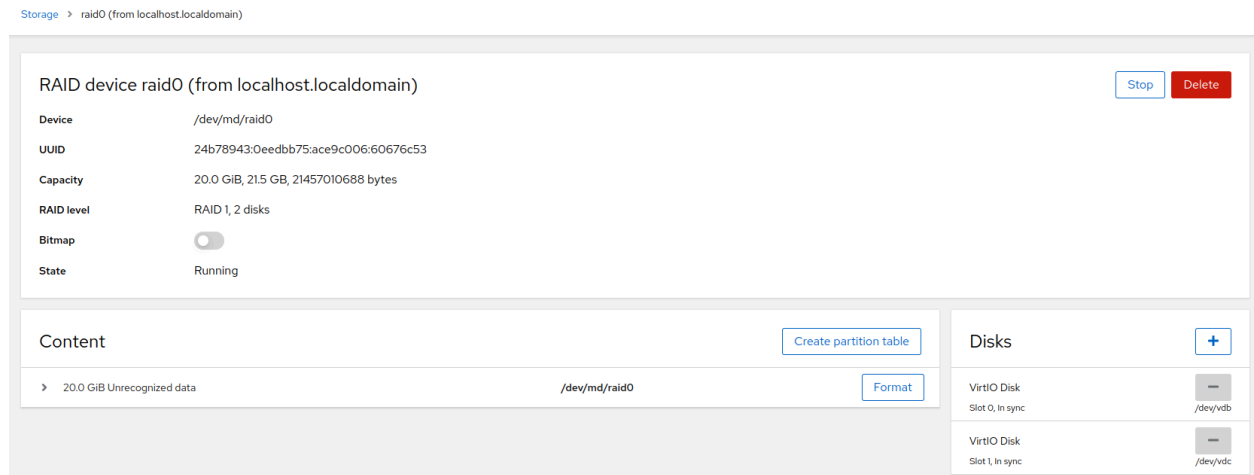 Storage > raid0 (from localhost.localdomain)
RAID device raid0 (from localhost.localdomain)
Stop
Delete
Device /dev/md/raid0
UUID 24b78943:0eedbb75:ace9c006:60676c53
Capacity 20.0 GiB, 21.5 GB, 21457010688 bytes
RAID level RAID 1, 2 disks
Bitmap
State Running
Content
Create partition table
> 20.0 GiB Unrecognized data /dev/md/raid0 Format
Disks +
VirtIO Disk −
Slot 0, In sync /dev/vdb
VirtIO Disk −
Slot 1, In sync /dev/vdc